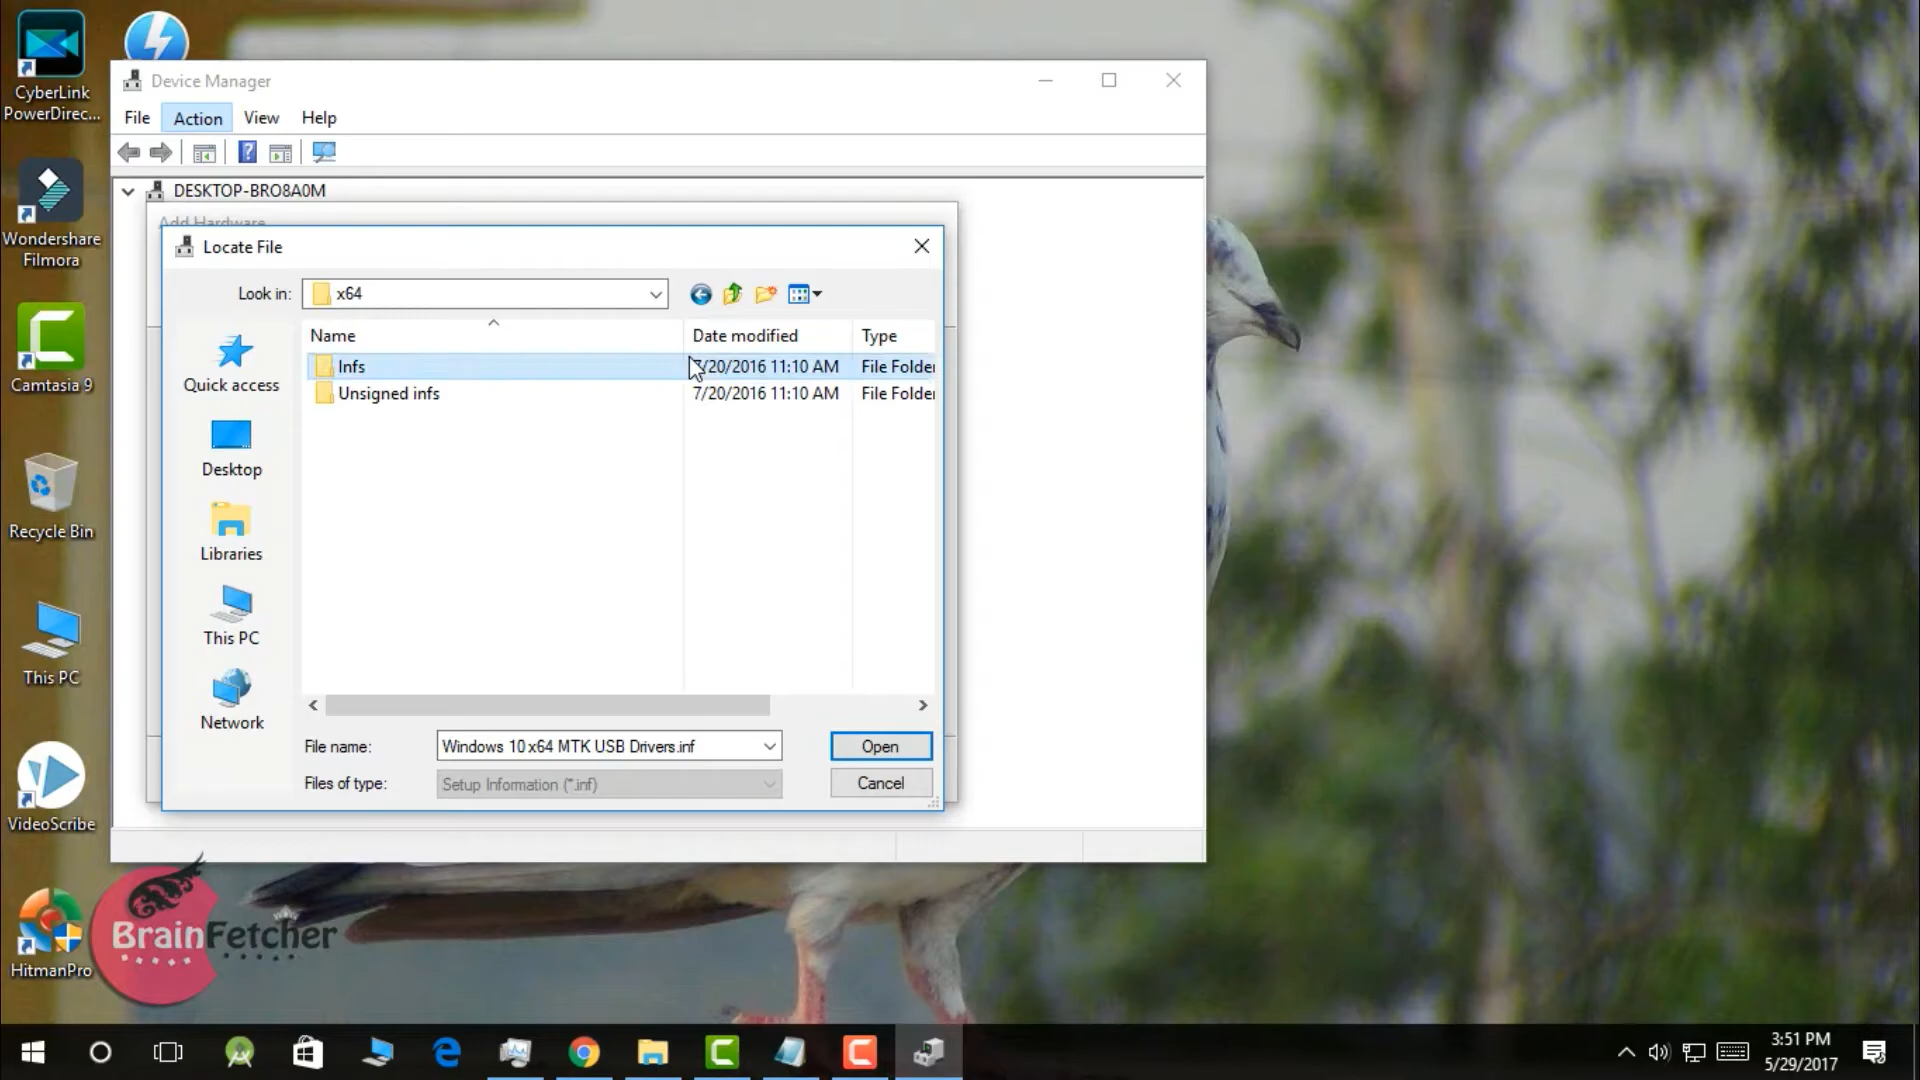 CyberLink
PowerDirec...
Wondershare
Filmora
Camtasia 9
Recycle Bin
This PC
VideoScribe
HitmanPro
Device Manager
File Action View Help
DESKTOP-BRO8A0M
Add Hardware
Locate File
Look in: x64
Name Date modified Type
Infs 7/20/2016 11:10 AM File Folder
Unsigned infs 7/20/2016 11:10 AM File Folder
Quick access
Desktop
Libraries
This PC
Network
File name: Windows 10 x64 MTK USB Drivers.inf Open
Files of type: Setup Information (*.inf) Cancel
BrainFetcher
3:51 PM
5/29/2017